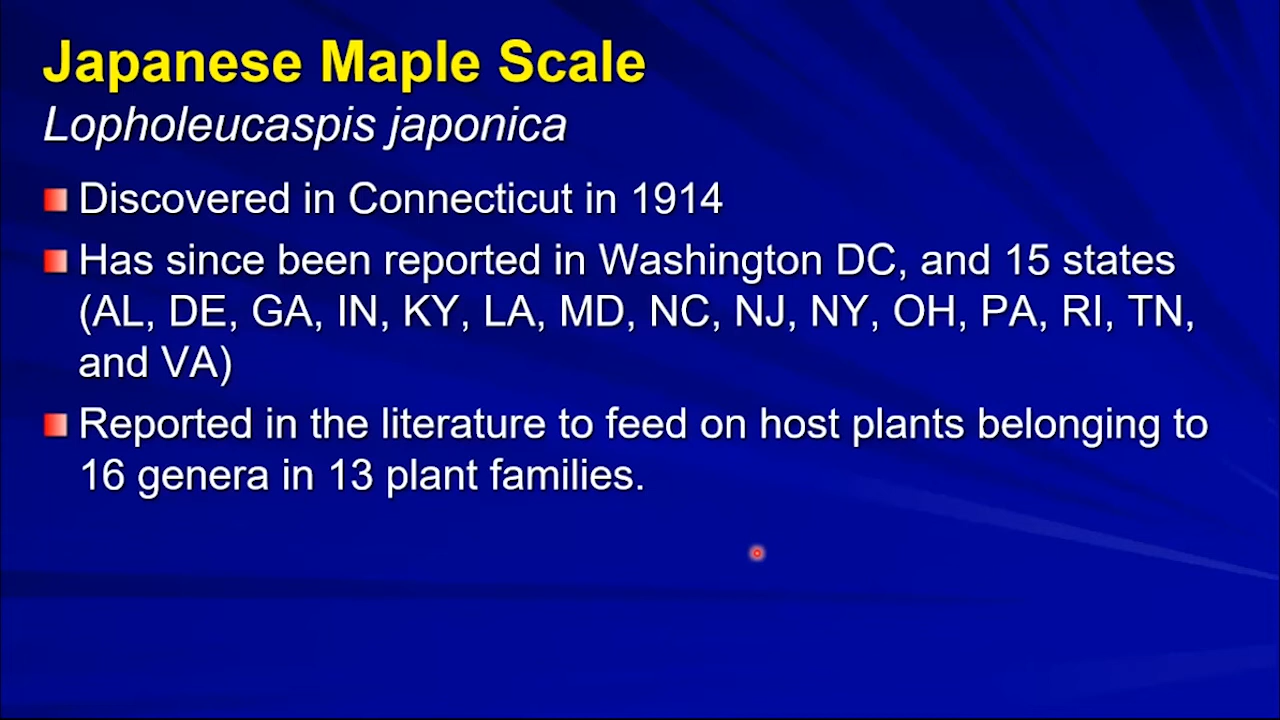 Japanese Maple Scale
Lopholeucaspis japonica
Discovered in Connecticut in 1914
Has since been reported in Washington DC, and 15 states
(AL, DE, GA, IN, KY, LA, MD, NC, NJ, NY, OH, PA, RI, TN,
and VA)
Reported in the literature to feed on host plants belonging to
16 genera in 13 plant families.